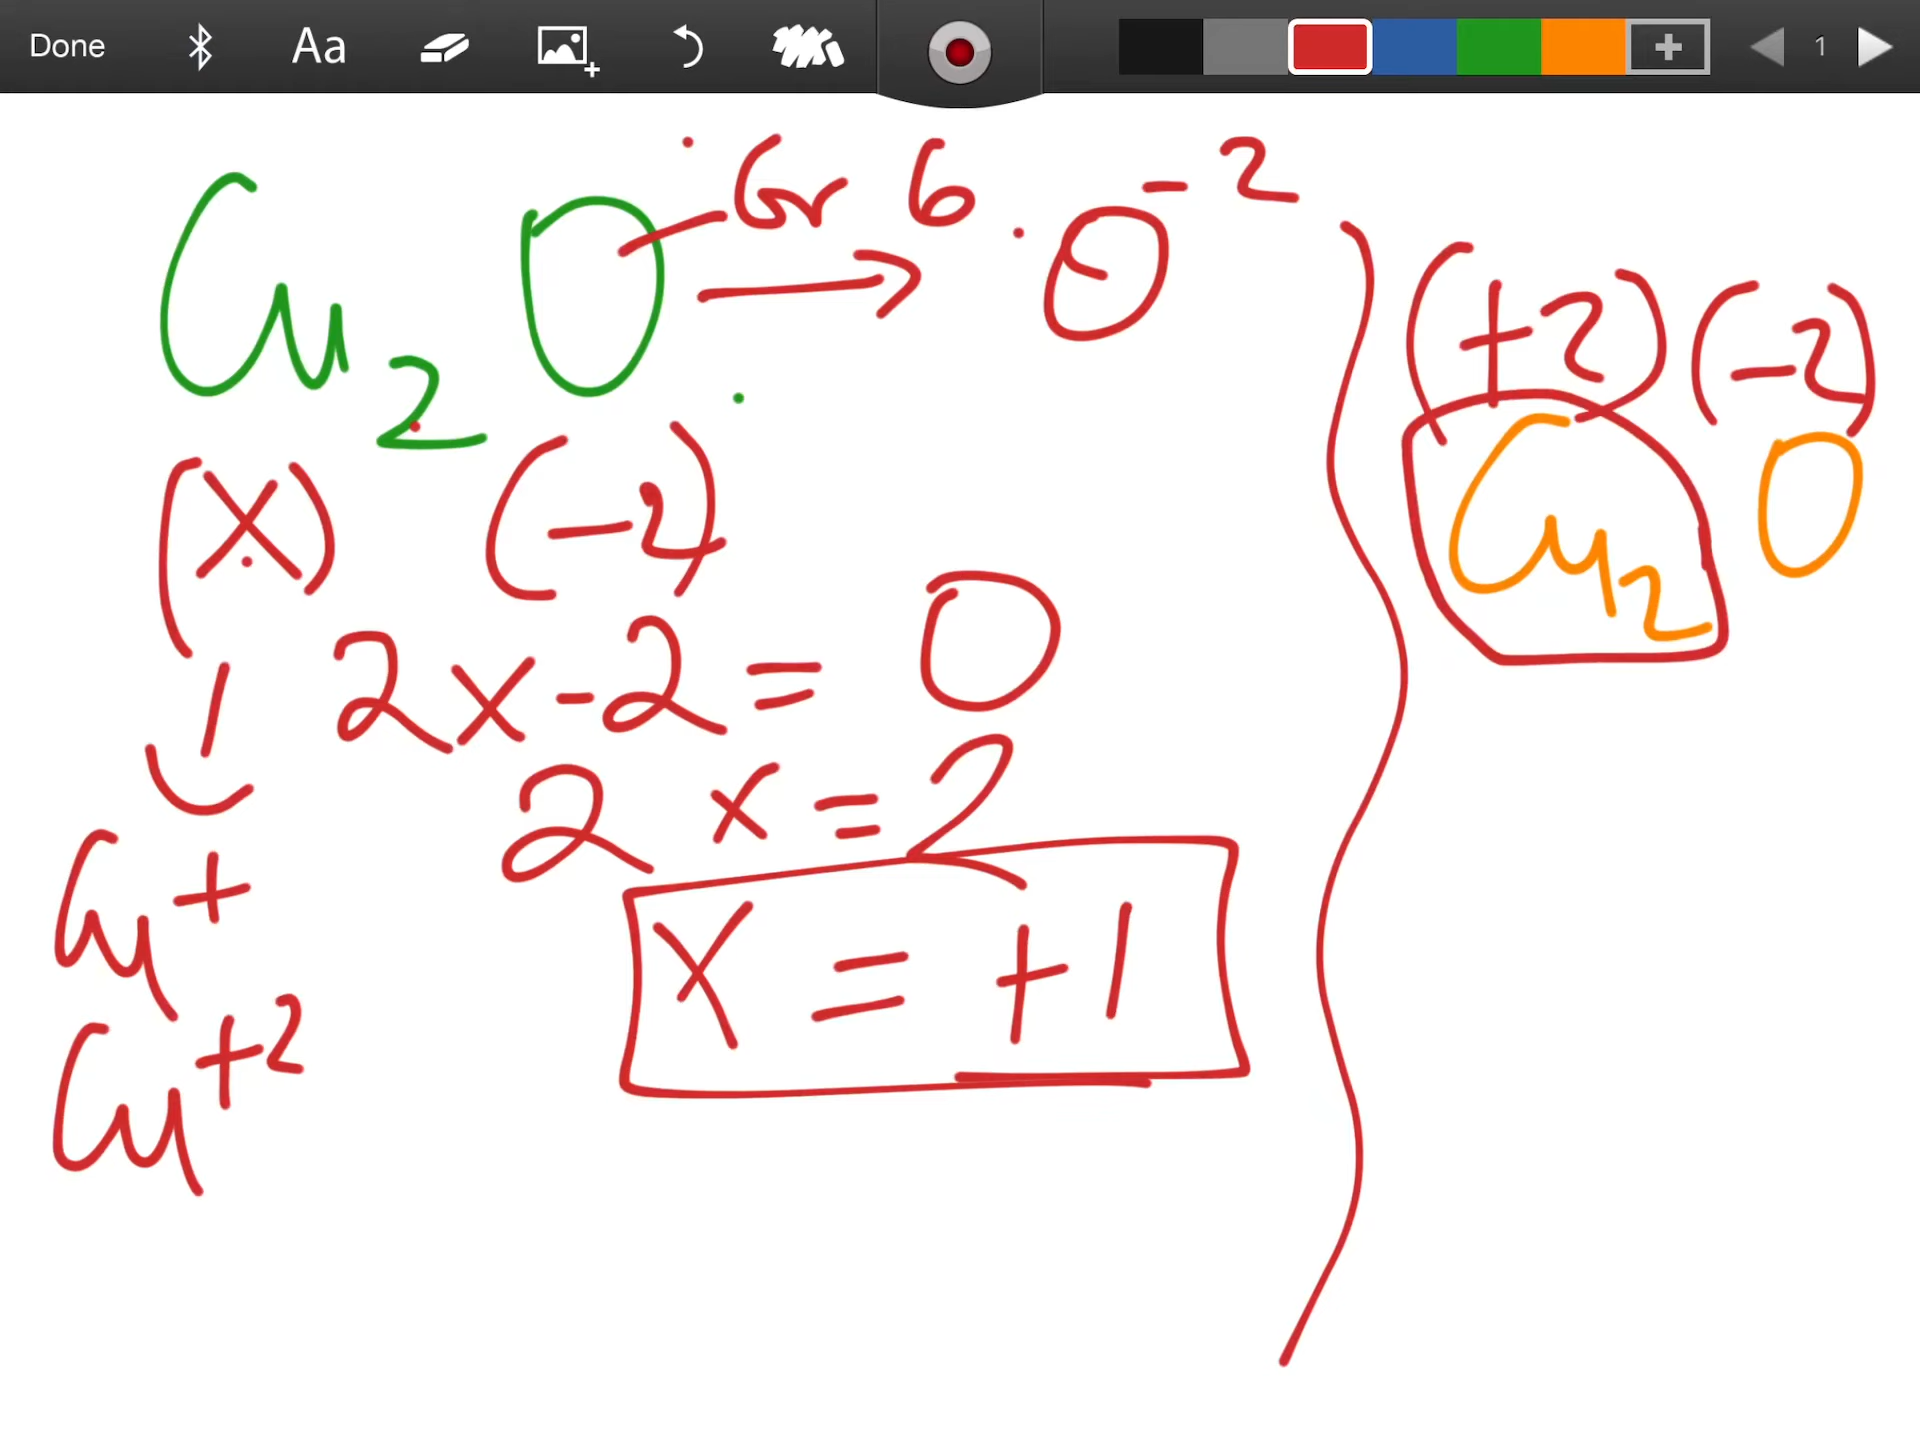 Done Aa 1
Cu2O Gr 6 → O-2
(x) (-2)
2x-2=0
2x=2
x = +1
Cu+
Cu+2
(+2) (-2)
Cu2 O